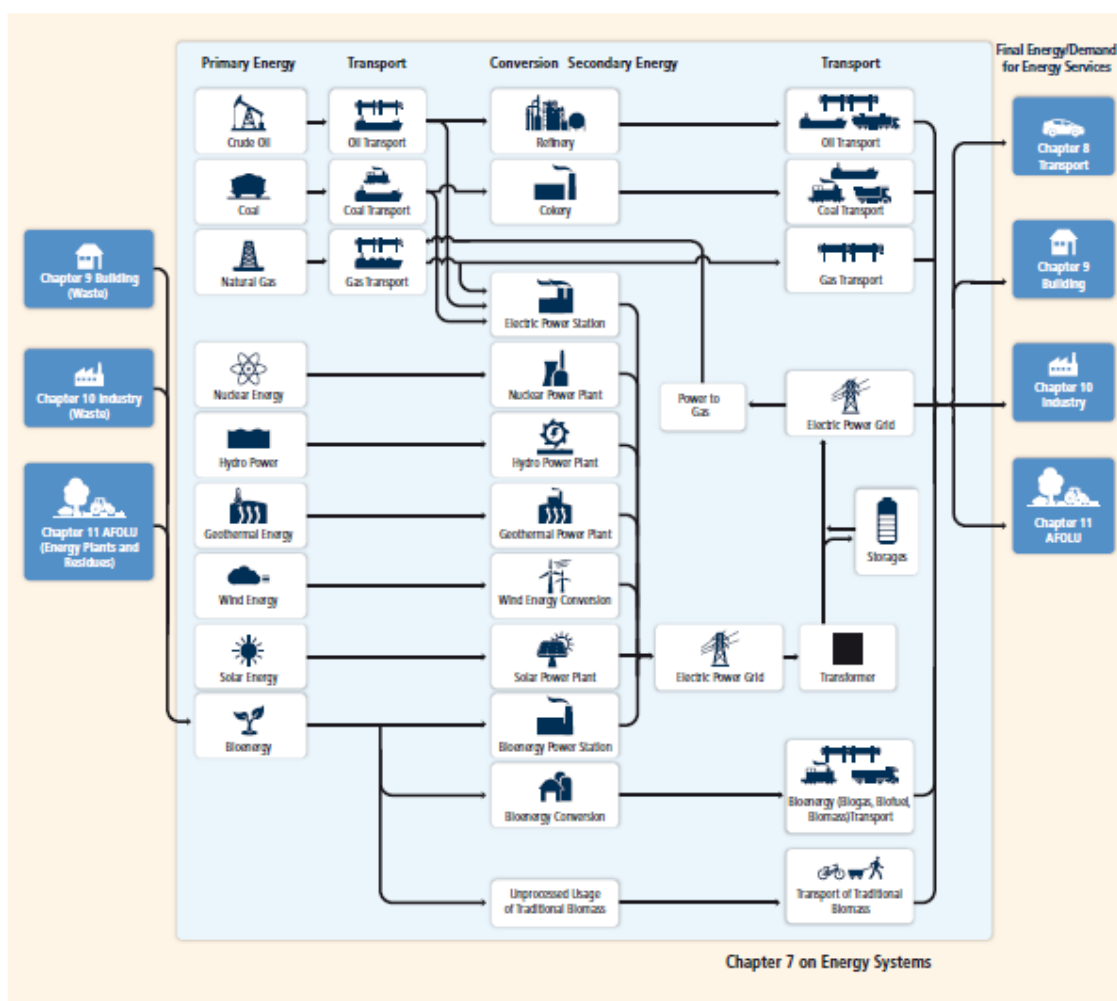 Primary Energy
Transport
Conversion Secondary Energy
Transport
Final Energy/Demand
for Energy Services
Crude Oil
Oil Transport
Refinery
Oil Transport
Chapter 8
Transport
Coal
Coal Transport
Cokery
Coal Transport
Chapter 9 Building
(Waste)
Natural Gas
Gas Transport
Gas Transport
Chapter 9
Building
Electric Power Station
Chapter 10 Industry
(Waste)
Nuclear Energy
Nuclear Power Plant
Power to
Gas
Electric Power Grid
Chapter 10
Industry
Hydro Power
Hydro Power Plant
Chapter 11 AFOLU
(Energy Plants and
Residues)
Geothermal Energy
Geothermal Power Plant
Storages
Chapter 11
AFOLU
Wind Energy
Wind Energy Conversion
Solar Energy
Solar Power Plant
Electric Power Grid
Transformer
Bioenergy
Bioenergy Power Station
Bioenergy Conversion
Bioenergy (Biogas, Biofuel,
Biomass)Transport
Unprocessed Usage
of Traditional Biomass
Transport of Traditional
Biomass
Chapter 7 on Energy Systems